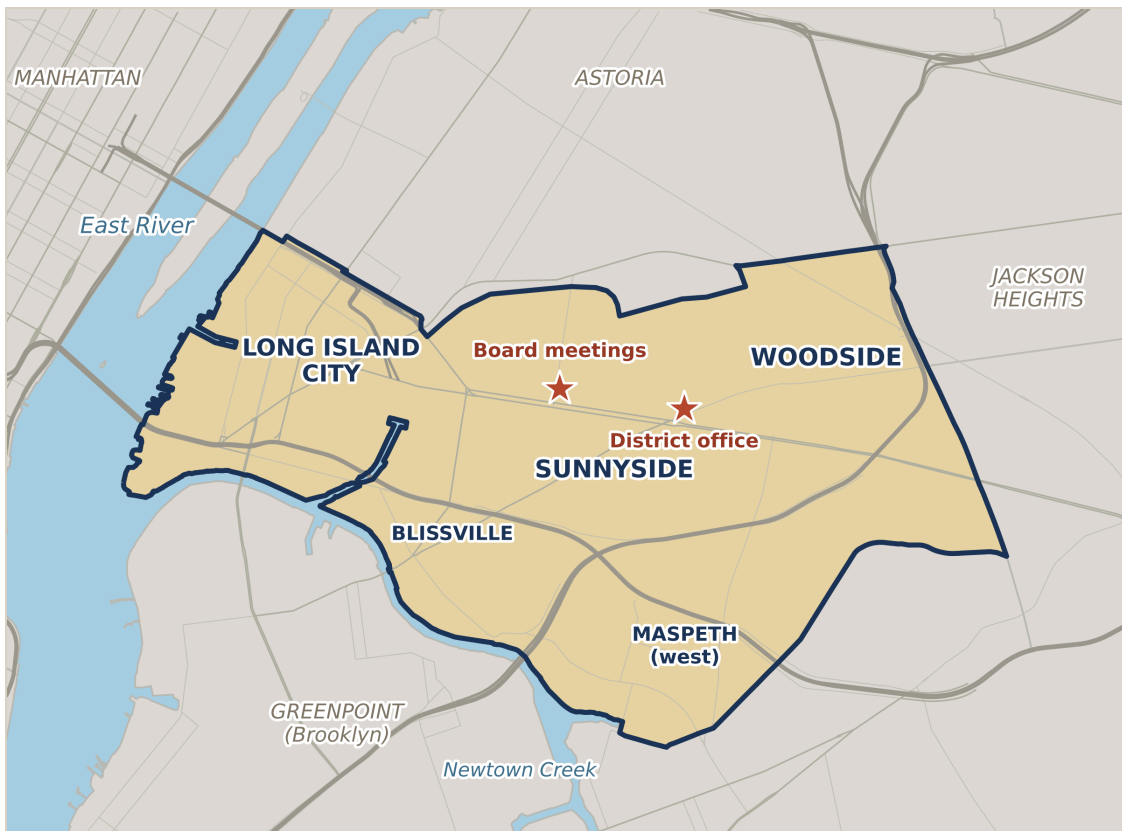 MANHATTAN
ASTORIA
East River
JACKSON
HEIGHTS
LONG ISLAND
CITY
Board meetings
WOODSIDE
District office
SUNNYSIDE
BLISSVILLE
MASPETH
(west)
GREENPOINT
(Brooklyn)
Newtown Creek